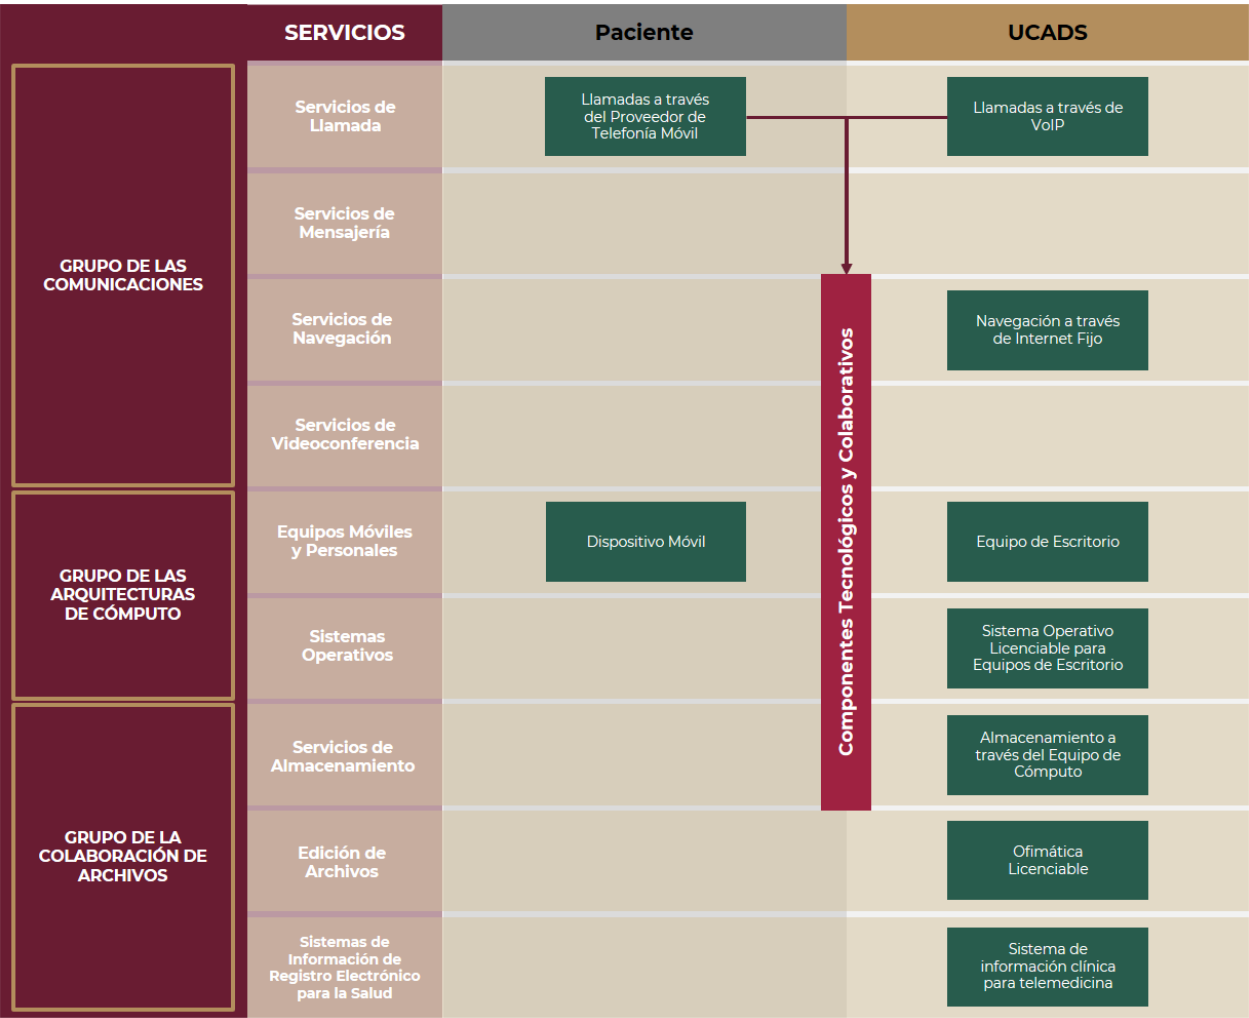 SERVICIOS
Paciente
UCADS
GRUPO DE LAS
COMUNICACIONES
Servicios de
Llamada
Llamadas a través
del Proveedor de
Telefonía Móvil
Llamadas a través de
VoIP
Servicios de
Mensajería
Servicios de
Navegación
Navegación a través
de Internet Fijo
Servicios de
Videoconferencia
Componentes Tecnológicos y Colaborativos
GRUPO DE LAS
ARQUITECTURAS
DE CÓMPUTO
Equipos Móviles
y Personales
Dispositivo Móvil
Equipo de Escritorio
Sistemas
Operativos
Sistema Operativo
Licenciable para
Equipos de Escritorio
GRUPO DE LA
COLABORACIÓN DE
ARCHIVOS
Servicios de
Almacenamiento
Almacenamiento a
través del Equipo de
Cómputo
Edición de
Archivos
Ofimática
Licenciable
Sistemas de
Información de
Registro Electrónico
para la Salud
Sistema de
información clínica
para telemedicina